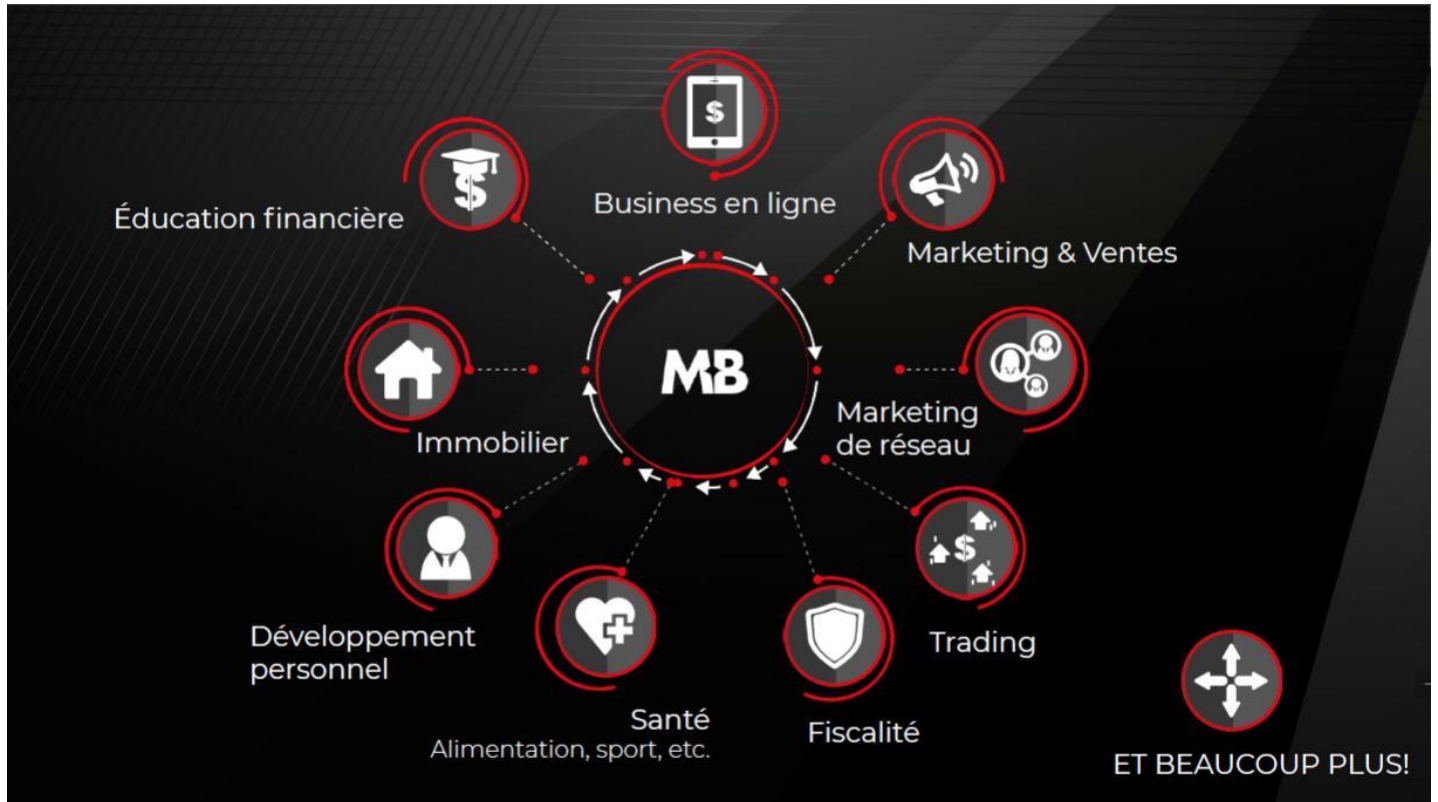 Business en ligne
Éducation financière
Marketing & Ventes
MB
Immobilier
Marketing
de réseau
Développement
personnel
Trading
Santé
Alimentation, sport, etc.
Fiscalité
ET BEAUCOUP PLUS!